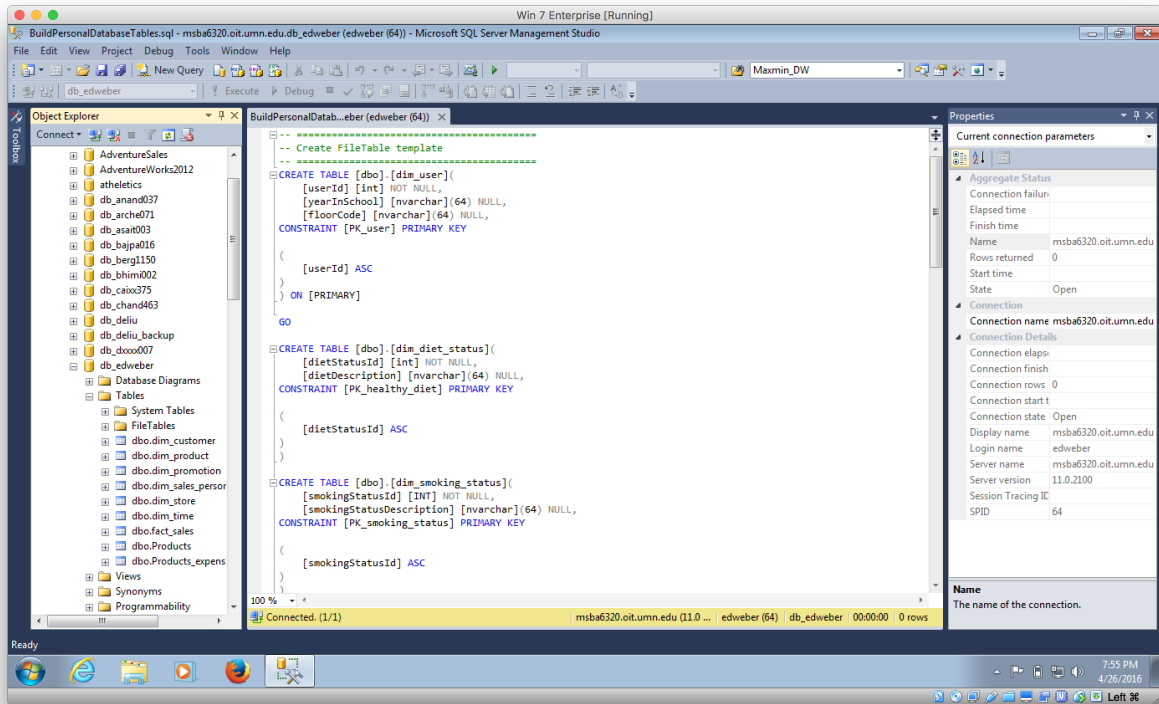 Win 7 Enterprise [Running]
BuildPersonalDatabaseTables.sql - msba6320.oit.umn.edu.db_edweber (edweber (64)) - Microsoft SQL Server Management Studio
File Edit View Project Debug Tools Window Help
New Query Maxmin_DW
db_edweber Execute Debug
Toolbox
Object Explorer
Connect
AdventureSales
AdventureWorks2012
atheletics
db_anand037
db_arche071
db_asait003
db_bajpa016
db_berg1150
db_bhimi002
db_caixx375
db_chand463
db_deliu
db_deliu_backup
db_dxxxx007
db_edweber
Database Diagrams
Tables
System Tables
FileTables
dbo.dim_customer
dbo.dim_product
dbo.dim_promotion
dbo.dim_sales_persor
dbo.dim_store
dbo.dim_time
dbo.fact_sales
dbo.Products
dbo.Products_expens
Views
Synonyms
Programmability
BuildPersonalDatab...eber (edweber (64))
-- =========================================
-- Create FileTable template
-- =========================================
CREATE TABLE [dbo].[dim_user](
[userId] [int] NOT NULL,
[yearInSchool] [nvarchar](64) NULL,
[floorCode] [nvarchar](64) NULL,
CONSTRAINT [PK_user] PRIMARY KEY
(
[userId] ASC
)
) ON [PRIMARY]
GO
CREATE TABLE [dbo].[dim_diet_status](
[dietStatusId] [int] NOT NULL,
[dietDescription] [nvarchar](64) NULL,
CONSTRAINT [PK_healthy_diet] PRIMARY KEY
(
[dietStatusId] ASC
)
)
CREATE TABLE [dbo].[dim_smoking_status](
[smokingStatusId] [INT] NOT NULL,
[smokingStatusDescription] [nvarchar](64) NULL,
CONSTRAINT [PK_smoking_status] PRIMARY KEY
(
[smokingStatusId] ASC
)
)
100 %
Connected. (1/1) msba6320.oit.umn.edu (11.0 ... edweber (64) db_edweber 00:00:00 0 rows
Properties
Current connection parameters
Aggregate Status
Connection failure
Elapsed time
Finish time
Name msba6320.oit.umn.edu
Rows returned 0
Start time
State Open
Connection
Connection name msba6320.oit.umn.edu
Connection Details
Connection elapse
Connection finish
Connection rows 0
Connection start t
Connection state Open
Display name msba6320.oit.umn.edu
Login name edweber
Server name msba6320.oit.umn.edu
Server version 11.0.2100
Session Tracing ID
SPID 64
Name
The name of the connection.
Ready
7:55 PM
4/26/2016
Left ⌘